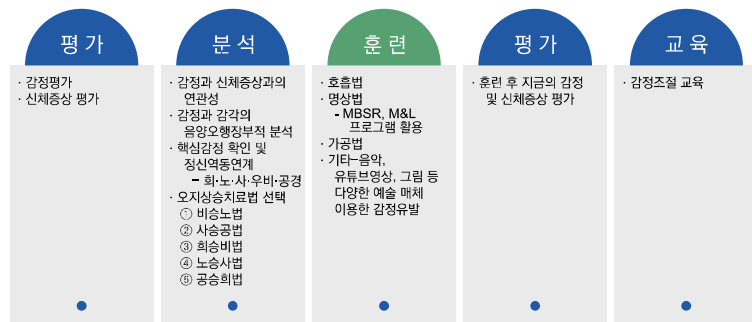 평 가
· 감정평가
· 신체증상 평가
분 석
· 감정과 신체증상과의
연관성
· 감정과 감각의
음양오행장부적 분석
· 핵심감정 확인 및
정신역동연계
– 희·노·사·우비·공경
· 오지상승치료법 선택
① 비승노법
② 사승공법
③ 희승비법
④ 노승사법
⑤ 공승희법
훈 련
· 호흡법
· 명상법
- MBSR, M&L
프로그램 활용
· 가공법
· 기타–음악,
유튜브영상, 그림 등
다양한 예술 매체
이용한 감정유발
평 가
· 훈련 후 지금의 감정
및 신체증상 평가
교 육
· 감정조절 교육